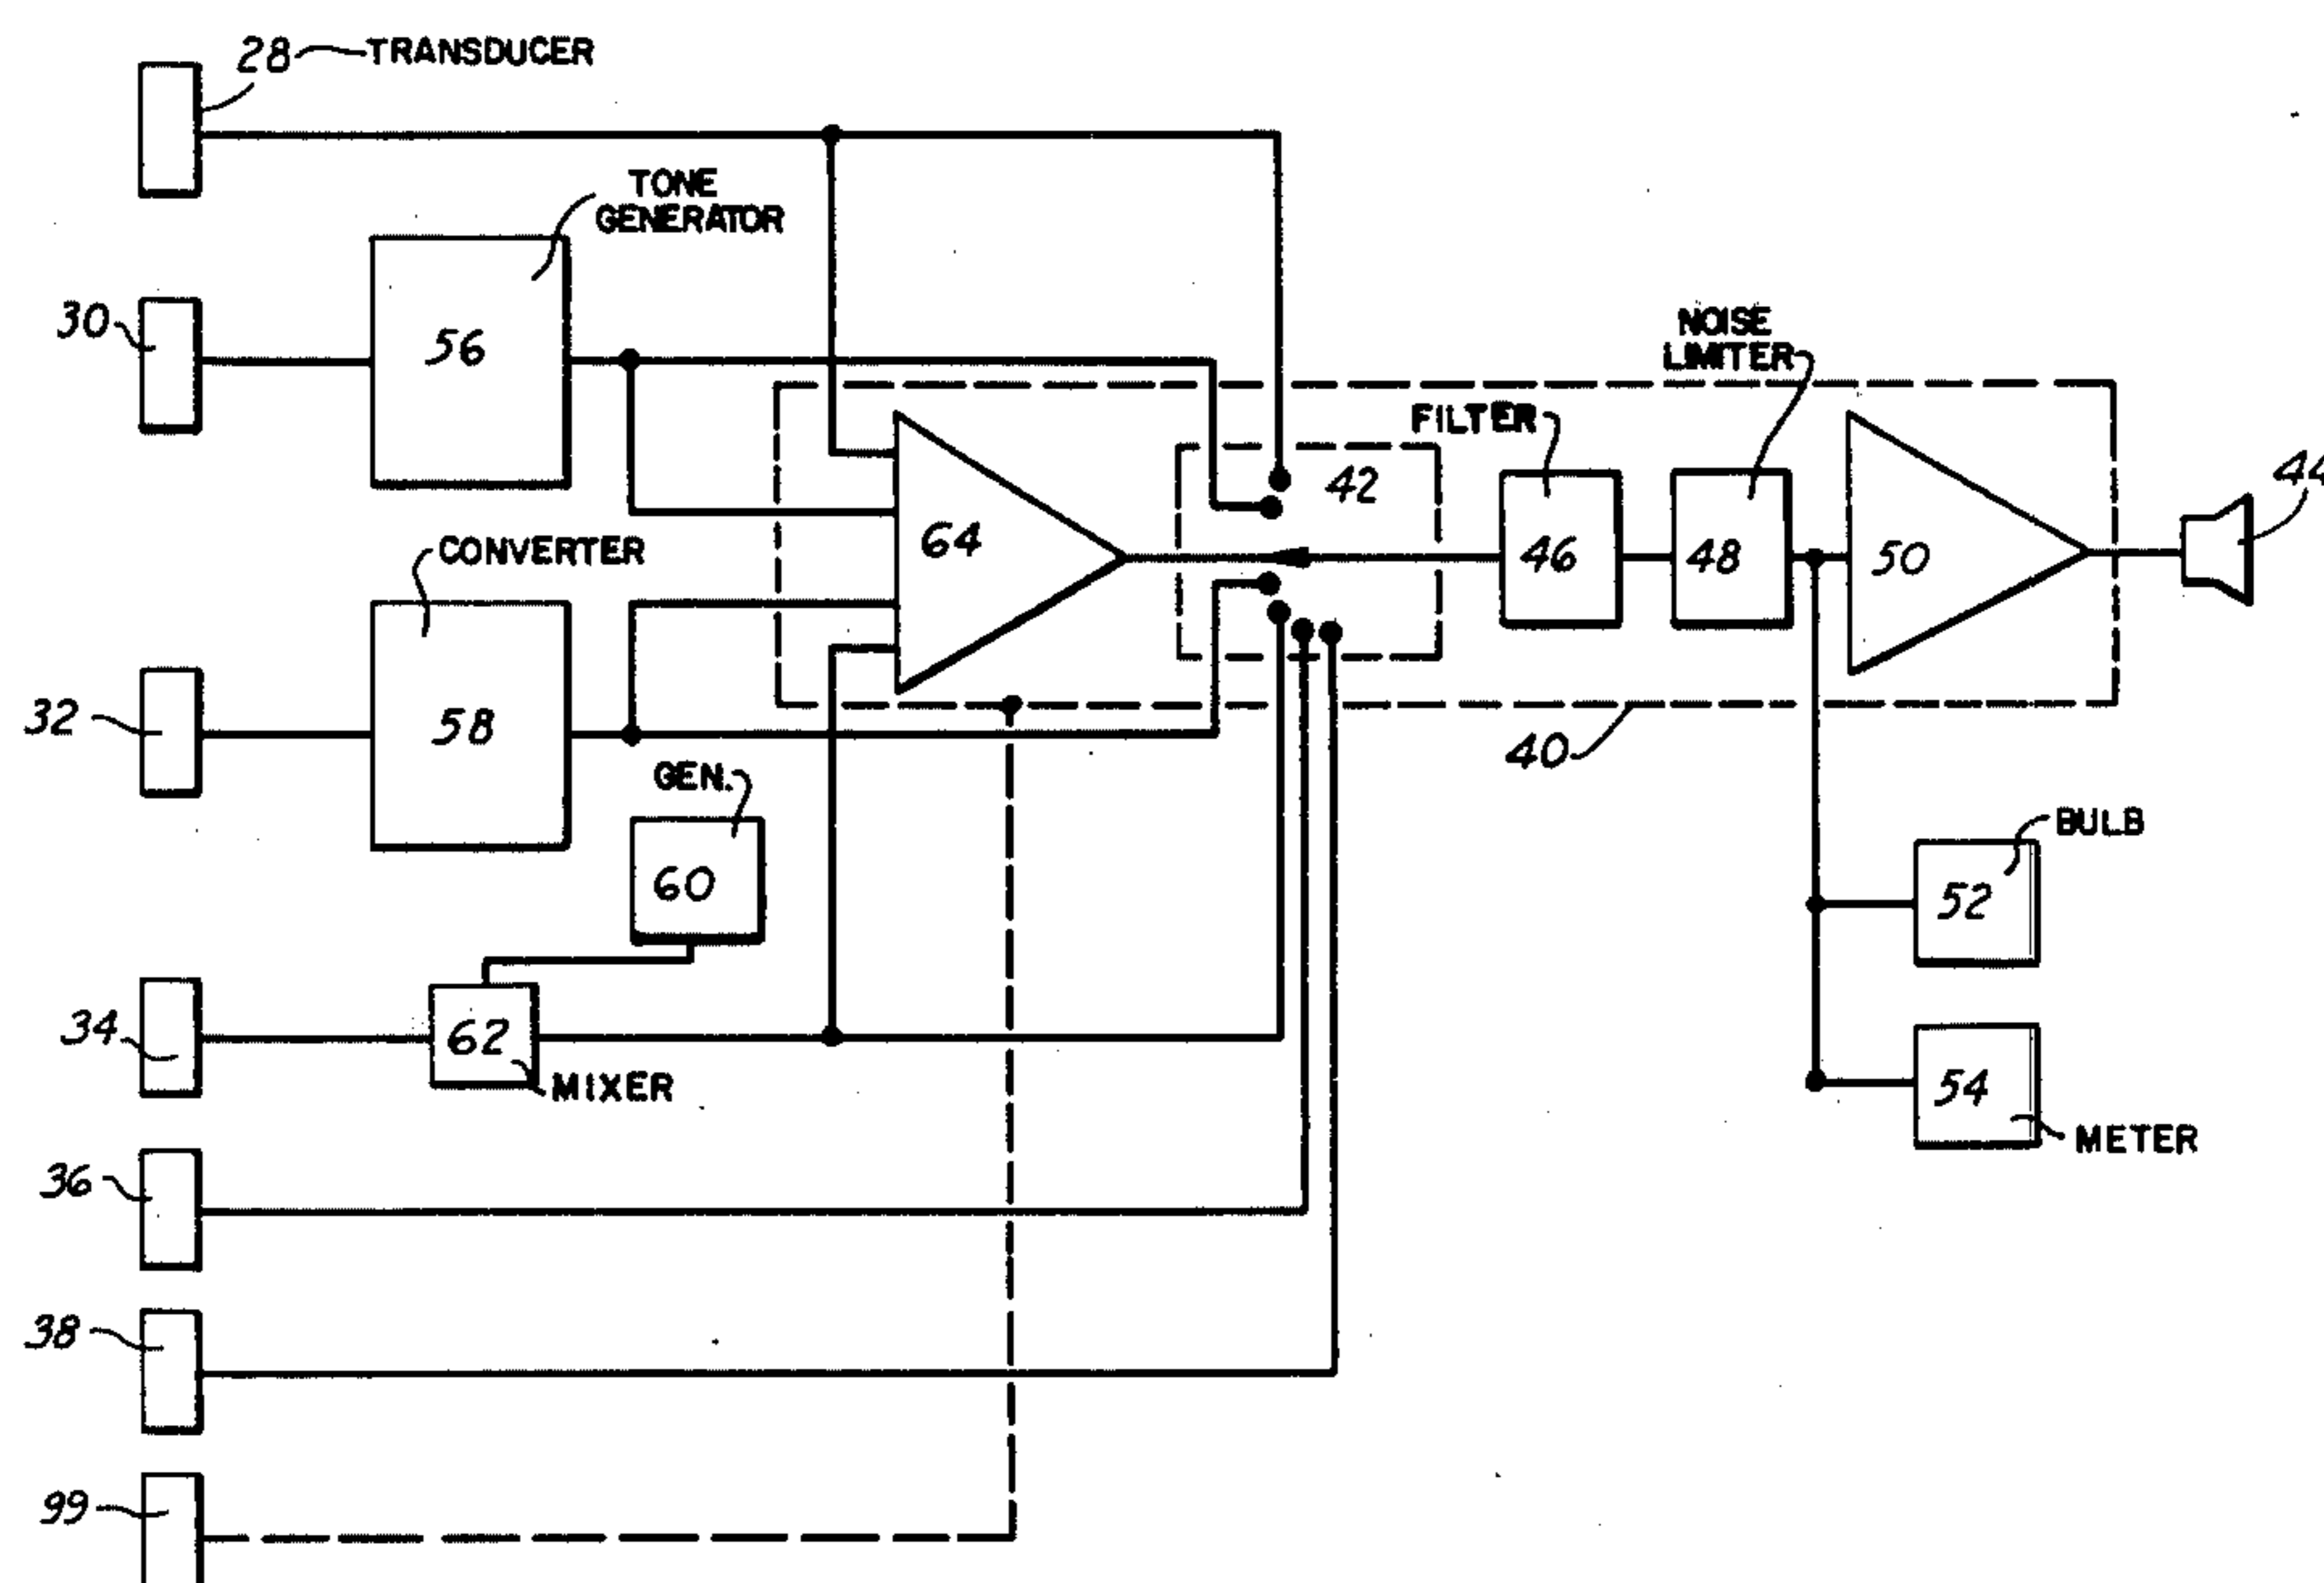 28 TRANSDUCER
TONE
GENERATOR
30
56
NOISE
LIMITER
FILTER
42
44
64
46
48
50
CONVERTER
32
58
40
GEN.
60
BULB
52
34
62
MIXER
54
METER
36
38
99